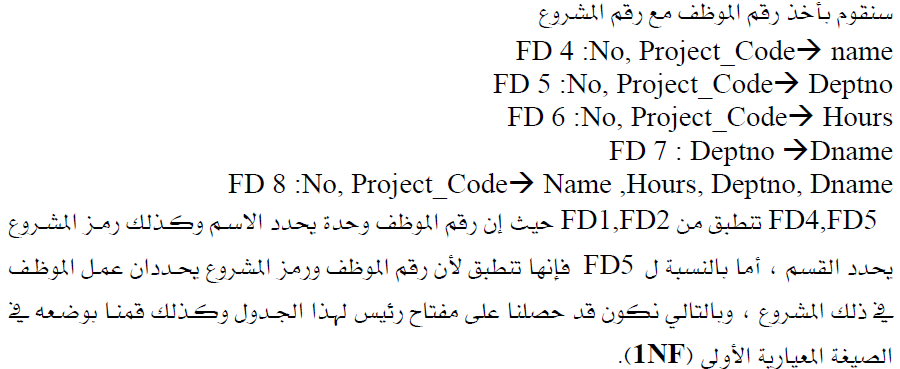 سنقوم بأخذ رقم الموظف مع رقم المشروع
FD 4 :No, Project_Code→ name
FD 5 :No, Project_Code→ Deptno
FD 6 :No, Project_Code→ Hours
FD 7 : Deptno →Dname
FD 8 :No, Project_Code→ Name ,Hours, Deptno, Dname
FD4,FD5 تنطبق من FD1,FD2 حيث إن رقم الموظف وحدة يحدد الاسم وكذلك رمز المشروع
يحدد القسم ، أما بالنسبة ل FD5 فإنها تنطبق لأن رقم الموظف ورمز المشروع يحددان عمل الموظف
في ذلك المشروع ، وبالتالي نكون قد حصلنا على مفتاح رئيس لهذا الجدول وكذلك قمنا بوضعه في
الصيغة المعيارية الأولى (1NF).